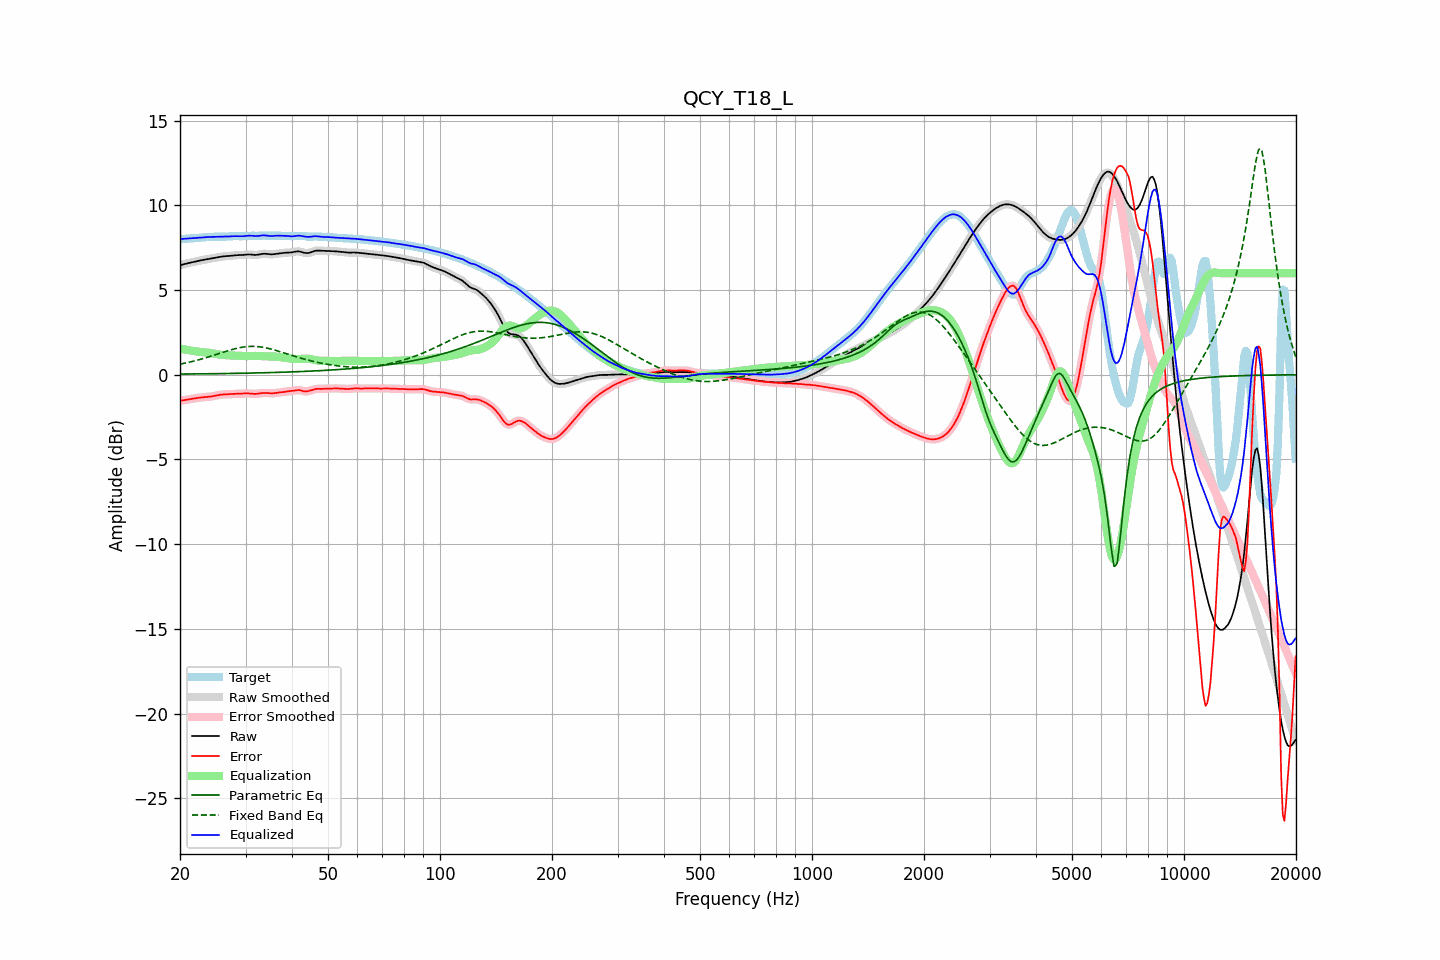 QCY_T18_L
15
10
5
0
−5
−10
−15
−20
−25
Amplitude (dBr)
20
50
100
200
500
1000
2000
5000
10000
20000
Frequency (Hz)
Target
Raw Smoothed
Error Smoothed
Raw
Error
Equalization
Parametric Eq
Fixed Band Eq
Equalized